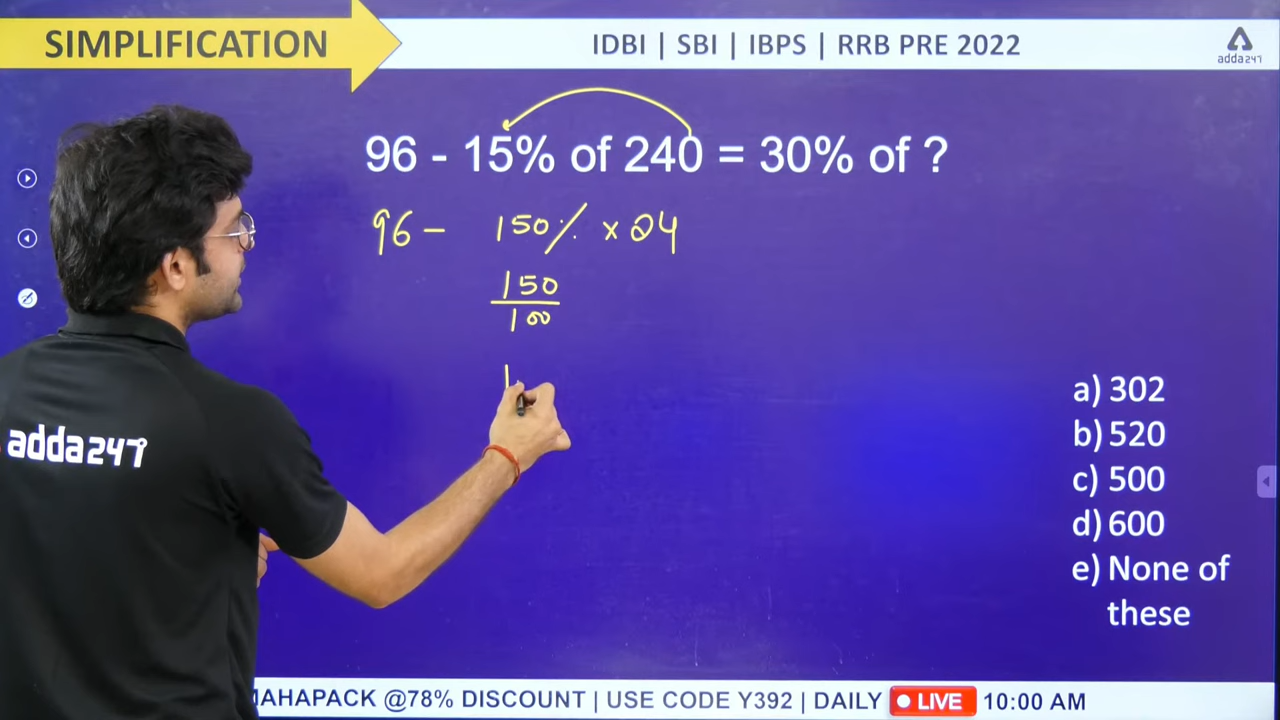 SIMPLIFICATION
IDBI | SBI | IBPS | RRB PRE 2022
adda247
96 - 15% of 240 = 30% of ?
96 - 150% × 24
150
100
1
adda247
a) 302
b) 520
c) 500
d) 600
e) None of
these
MAHAPACK @78% DISCOUNT | USE CODE Y392 | DAILY LIVE 10:00 AM